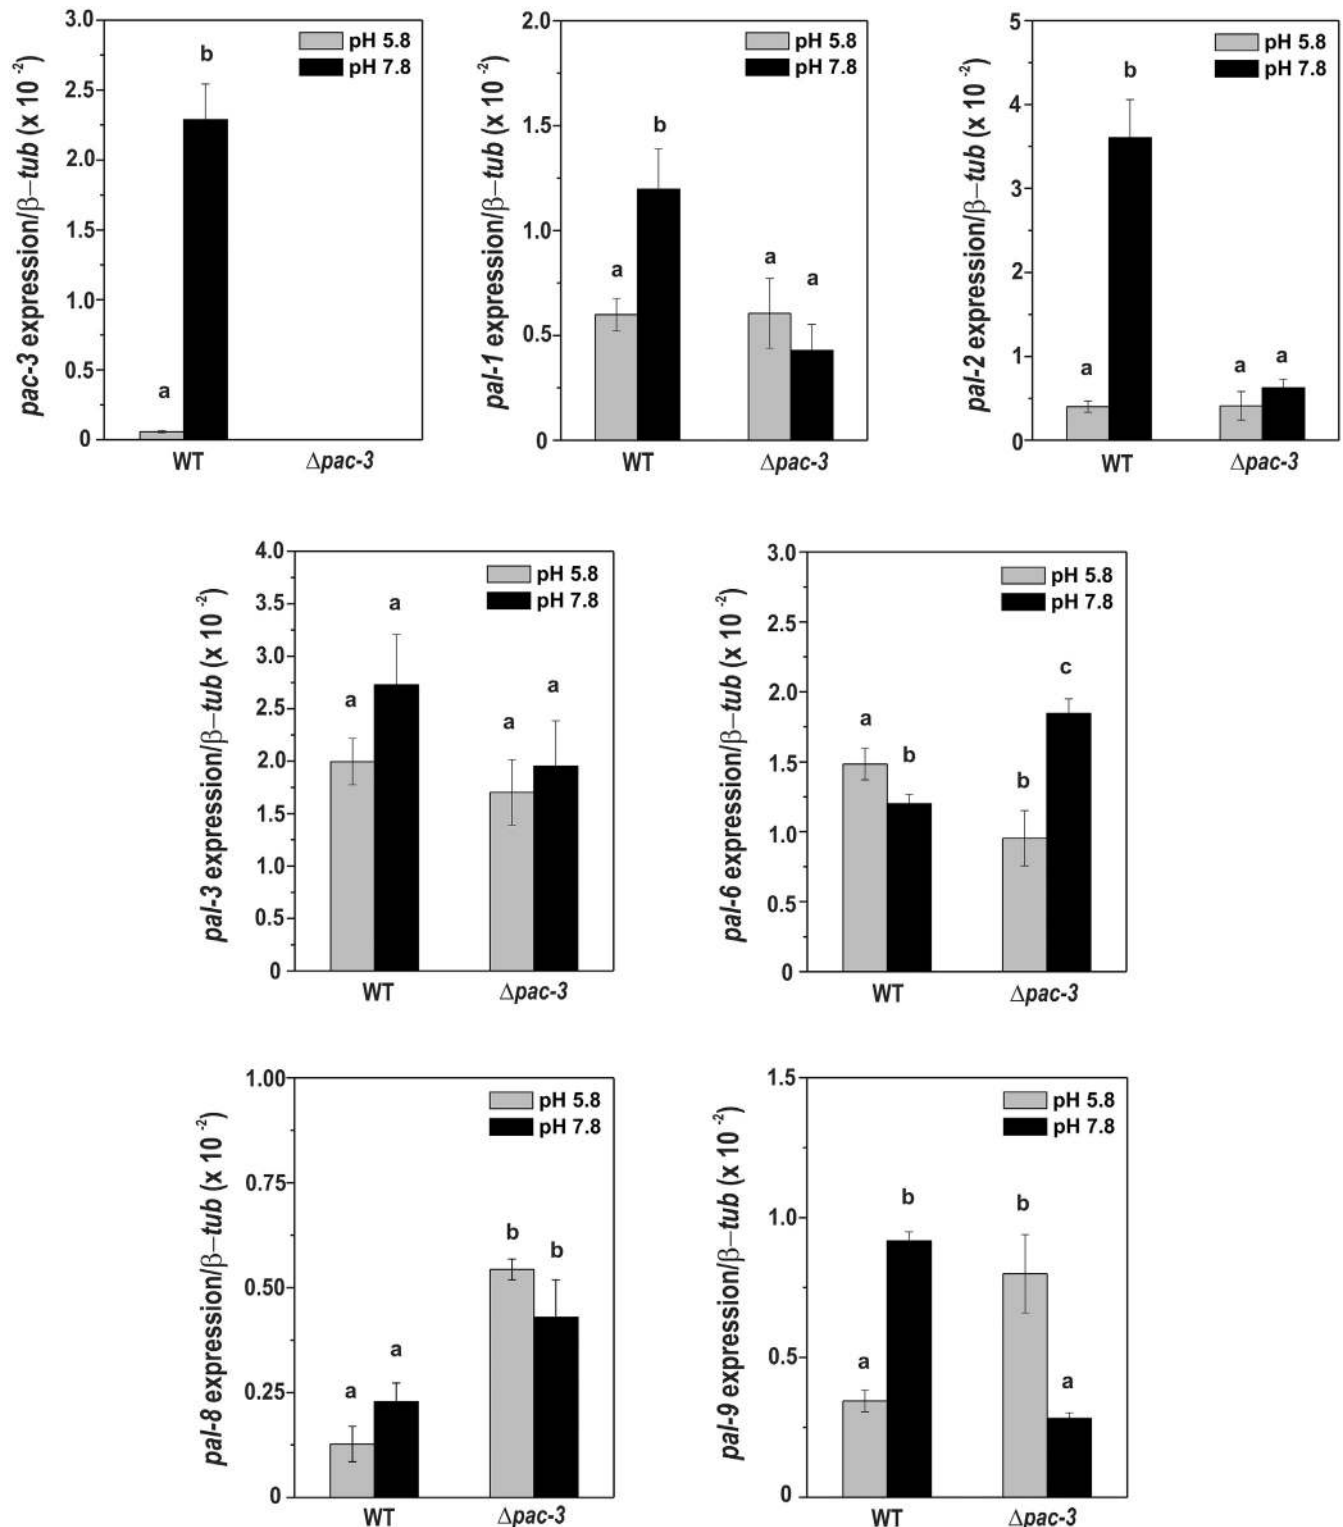 pac-3 expression/β–tub (x 10 -2)
3.0
2.5
2.0
1.5
1.0
0.5
0
pH 5.8
pH 7.8
a
b
WT
Δpac-3
pal-1 expression/β–tub (x 10 -2)
2.0
1.5
1.0
0.5
0
pH 5.8
pH 7.8
a
b
a
a
WT
Δpac-3
pal-2 expression/β–tub (x 10 -2)
5
4
3
2
1
0
pH 5.8
pH 7.8
a
b
a
a
WT
Δpac-3
pal-3 expression/β–tub (x 10 -2)
4.0
3.5
3.0
2.5
2.0
1.5
1.0
0.5
0
pH 5.8
pH 7.8
a
a
a
a
WT
Δpac-3
pal-6 expression/β–tub (x 10 -2)
3.0
2.5
2.0
1.5
1.0
0.5
0
pH 5.8
pH 7.8
a
b
b
c
WT
Δpac-3
pal-8 expression/β–tub (x 10 -2)
1.00
0.75
0.50
0.25
0
pH 5.8
pH 7.8
a
a
b
b
WT
Δpac-3
pal-9 expression/β–tub (x 10 -2)
1.5
1.0
0.5
0
pH 5.8
pH 7.8
a
b
b
a
WT
Δpac-3